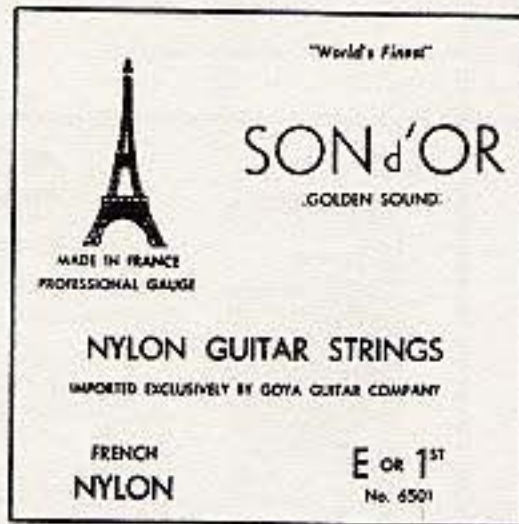 "World's Finest"
SON d'OR
(GOLDEN SOUND)
MADE IN FRANCE
PROFESSIONAL GAUGE
NYLON GUITAR STRINGS
IMPORTED EXCLUSIVELY BY GOYA GUITAR COMPANY
FRENCH
NYLON
E OR 1ST
No. 6501